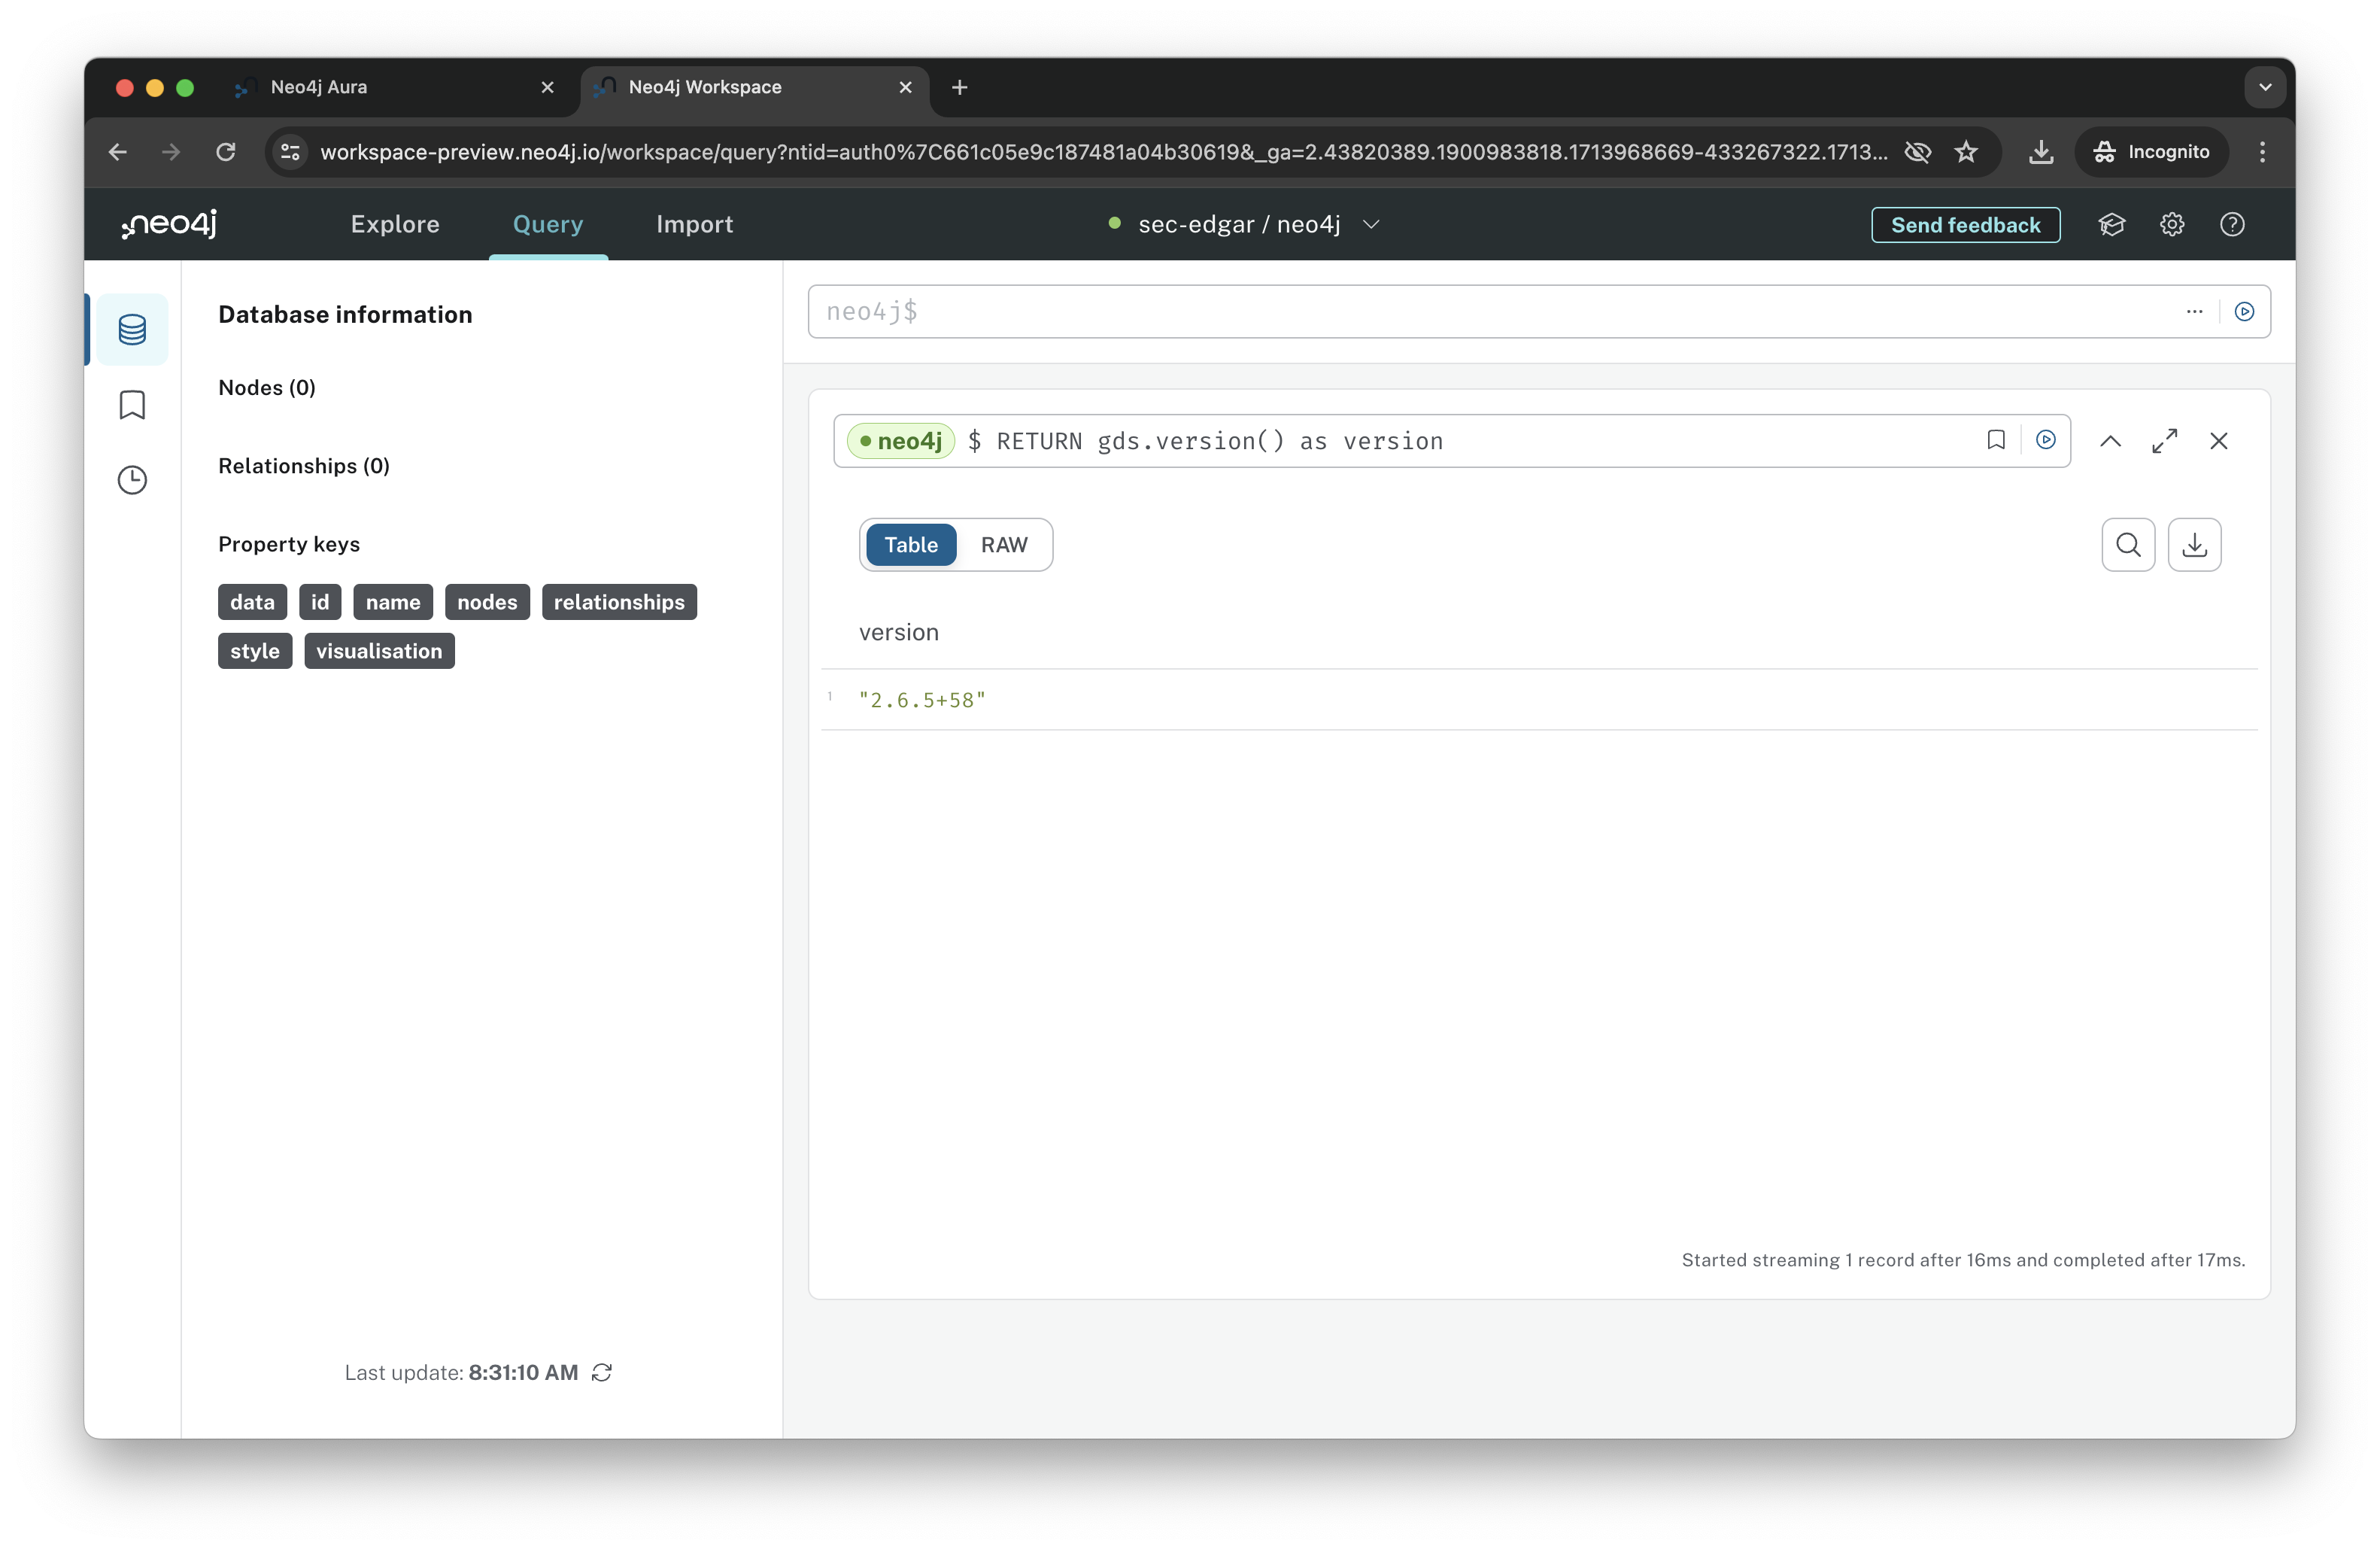 Neo4j Aura
Neo4j Workspace
workspace-preview.neo4j.io/workspace/query?ntid=auth0%7C661c05e9c187481a04b30619&_ga=2.43820389.1900983818.1713968669-433267322.1713...
Incognito
neo4j
Explore
Query
Import
sec-edgar / neo4j
Send feedback
Database information
Nodes (0)
Relationships (0)
Property keys
data id name nodes relationships
style visualisation
Last update: 8:31:10 AM
neo4j$
neo4j $ RETURN gds.version() as version
Table RAW
version
1 "2.6.5+58"
Started streaming 1 record after 16ms and completed after 17ms.